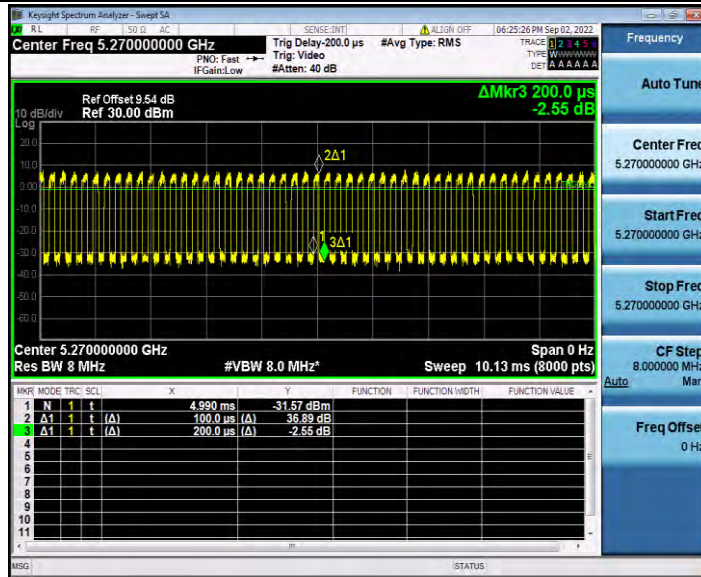 Keysight Spectrum Analyzer - Swept SA
RL RF 50 Ω AC SENSE:INT ALIGN OFF 06:25:26 PM Sep 02, 2022
Center Freq 5.270000000 GHz
PNO: Fast
IFGain:Low
Trig Delay-200.0 µs
Trig: Video
#Atten: 40 dB
#Avg Type: RMS
TRACE 1 2 3 4 5 6
TYPE W
DET A A A A A A
Ref Offset 9.54 dB
Ref 30.00 dBm
10 dB/div
Log
ΔMkr3 200.0 µs
-2.55 dB
20.0
10.0
0.00
-10.0
-20.0
-30.0
-40.0
-50.0
-60.0
2Δ1
1
3Δ1
Center 5.270000000 GHz Span 0 Hz
Res BW 8 MHz #VBW 8.0 MHz* Sweep 10.13 ms (8000 pts)
MKR MODE TRC SCL X Y FUNCTION FUNCTION WIDTH FUNCTION VALUE
1 N 1 t 4.990 ms -31.57 dBm
2 Δ1 1 t (Δ) 100.0 µs (Δ) 36.89 dB
3 Δ1 1 t (Δ) 200.0 µs (Δ) -2.55 dB
4
5
6
7
8
9
10
11
MSG STATUS
Frequency
Auto Tune
Center Freq
5.270000000 GHz
Start Freq
5.270000000 GHz
Stop Freq
5.270000000 GHz
CF Step
8.000000 MHz
Auto Man
Freq Offset
0 Hz